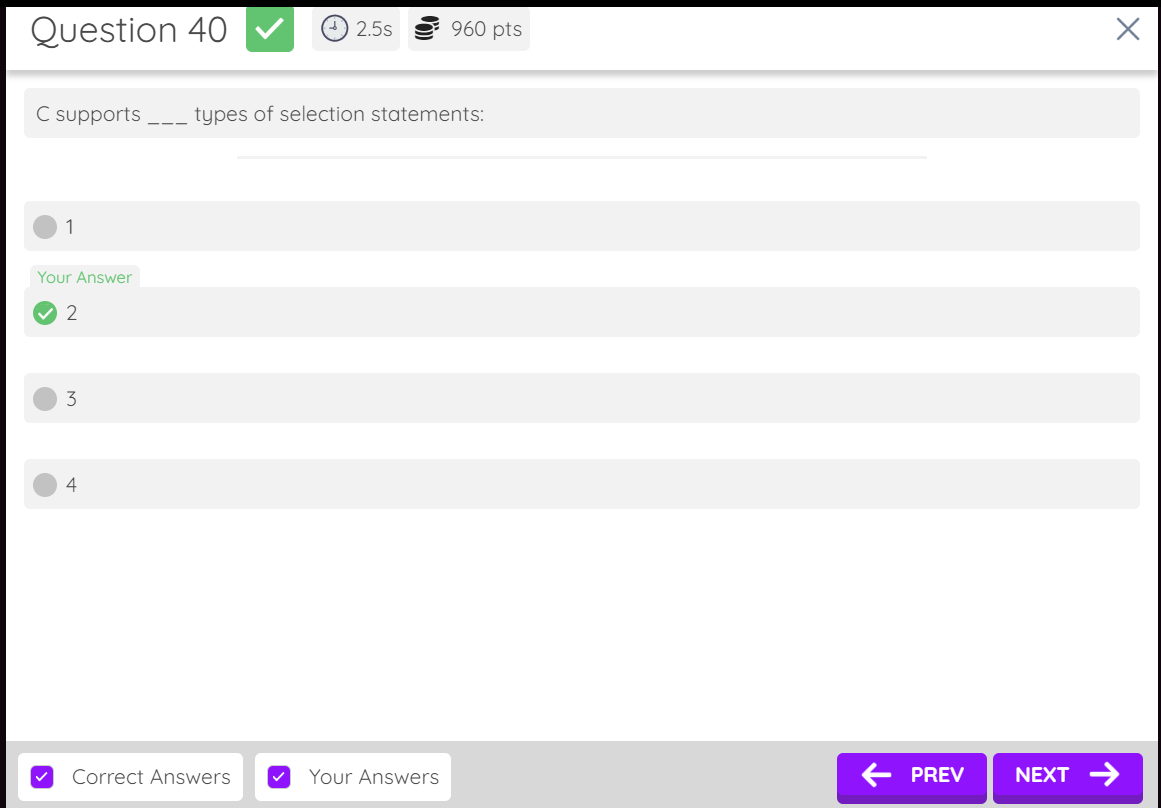 Question 40 2.5s 960 pts
C supports ___ types of selection statements:
1
Your Answer
2
3
4
Correct Answers Your Answers PREV NEXT